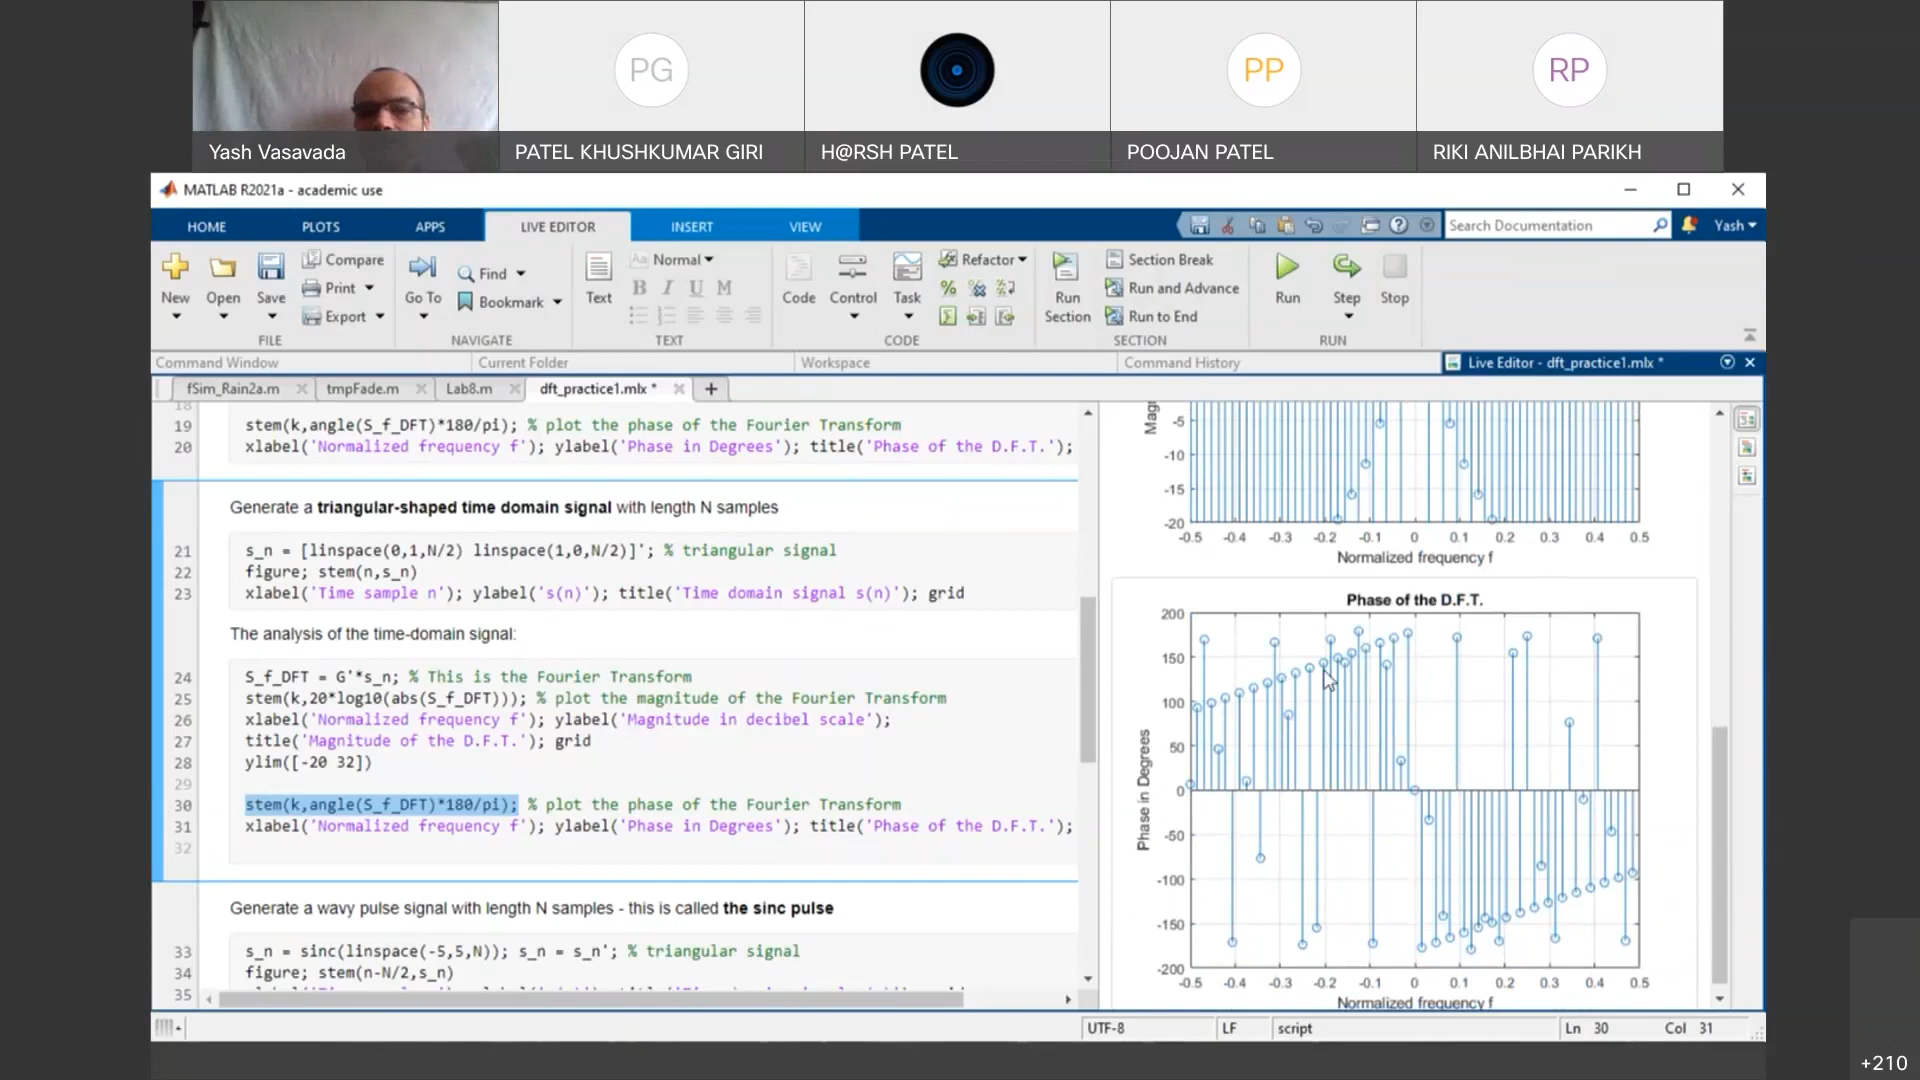 PG
PP
RP
Yash Vasavada
PATEL KHUSHKUMAR GIRI
H@RSH PATEL
POOJAN PATEL
RIKI ANILBHAI PARIKH
MATLAB R2021a - academic use
HOME PLOTS APPS LIVE EDITOR INSERT VIEW
Search Documentation
Yash
New
Open
Save
Compare
Print
Export
FILE
Go To
Find
Bookmark
NAVIGATE
Text
Aa Normal
B I U M
TEXT
Code
Control
Task
Refactor
CODE
Run Section
Section Break
Run and Advance
Run to End
SECTION
Run
Step
Stop
RUN
Command Window
Current Folder
Workspace
Command History
Live Editor - dft_practice1.mlx *
fSim_Rain2a.m
tmpFade.m
Lab8.m
dft_practice1.mlx *
18
19 stem(k,angle(S_f_DFT)*180/pi); % plot the phase of the Fourier Transform
20 xlabel('Normalized frequency f'); ylabel('Phase in Degrees'); title('Phase of the D.F.T.');
Generate a triangular-shaped time domain signal with length N samples
21 s_n = [linspace(0,1,N/2) linspace(1,0,N/2)]'; % triangular signal
22 figure; stem(n,s_n)
23 xlabel('Time sample n'); ylabel('s(n)'); title('Time domain signal s(n)'); grid
The analysis of the time-domain signal:
24 S_f_DFT = G'*s_n; % This is the Fourier Transform
25 stem(k,20*log10(abs(S_f_DFT))); % plot the magnitude of the Fourier Transform
26 xlabel('Normalized frequency f'); ylabel('Magnitude in decibel scale');
27 title('Magnitude of the D.F.T.'); grid
28 ylim([-20 32])
29
30 stem(k,angle(S_f_DFT)*180/pi); % plot the phase of the Fourier Transform
31 xlabel('Normalized frequency f'); ylabel('Phase in Degrees'); title('Phase of the D.F.T.');
32
Generate a wavy pulse signal with length N samples - this is called the sinc pulse
33 s_n = sinc(linspace(-5,5,N)); s_n = s_n'; % triangular signal
34 figure; stem(n-N/2,s_n)
35
Mag
-5
-10
-15
-20
-0.5 -0.4 -0.3 -0.2 -0.1 0 0.1 0.2 0.3 0.4 0.5
Normalized frequency f
Phase of the D.F.T.
Phase in Degrees
200
150
100
50
0
-50
-100
-150
-200
-0.5 -0.4 -0.3 -0.2 -0.1 0 0.1 0.2 0.3 0.4 0.5
Normalized frequency f
UTF-8 LF script Ln 30 Col 31
+210